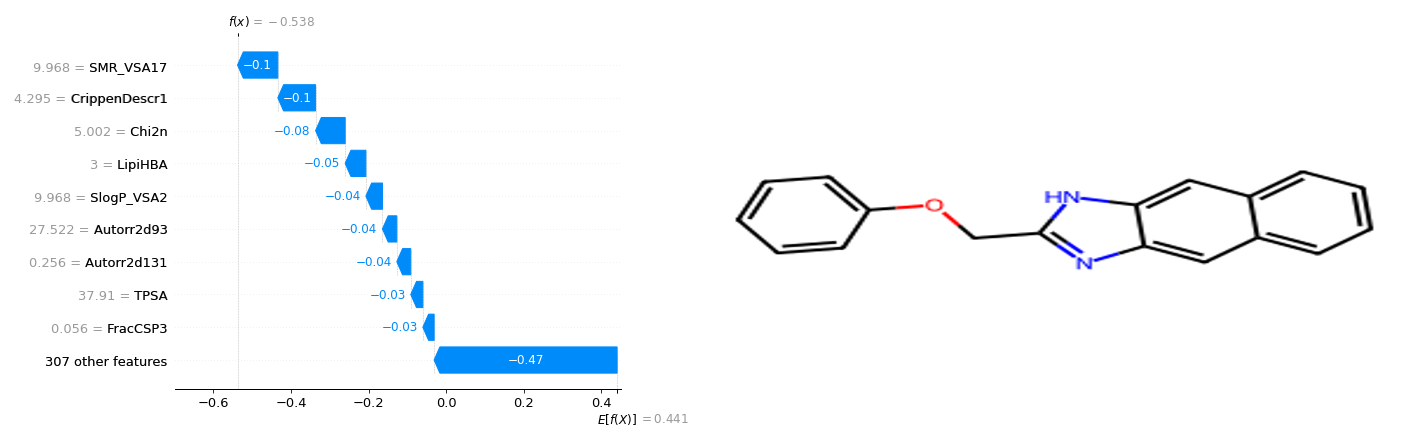 f(x) = −0.538
9.968 = SMR_VSA17
−0.1
4.295 = CrippenDescr1
−0.1
5.002 = Chi2n
−0.08
3 = LipiHBA
−0.05
9.968 = SlogP_VSA2
−0.04
27.522 = Autorr2d93
−0.04
0.256 = Autorr2d131
−0.04
37.91 = TPSA
−0.03
0.056 = FracCSP3
−0.03
307 other features
−0.47
−0.6 −0.4 −0.2 0.0 0.2 0.4
E[f(X)] = 0.441
HN
O
N